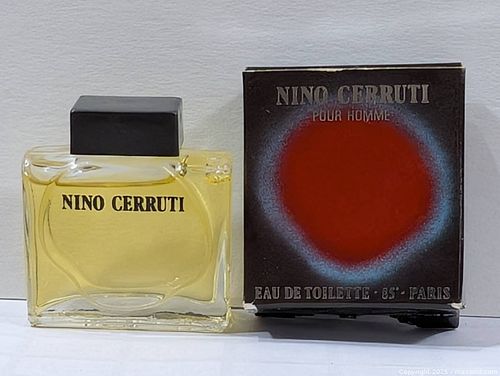 NINO CERRUTI
NINO CERRUTI
POUR HOMME
EAU DE TOILETTE · 85° · PARIS